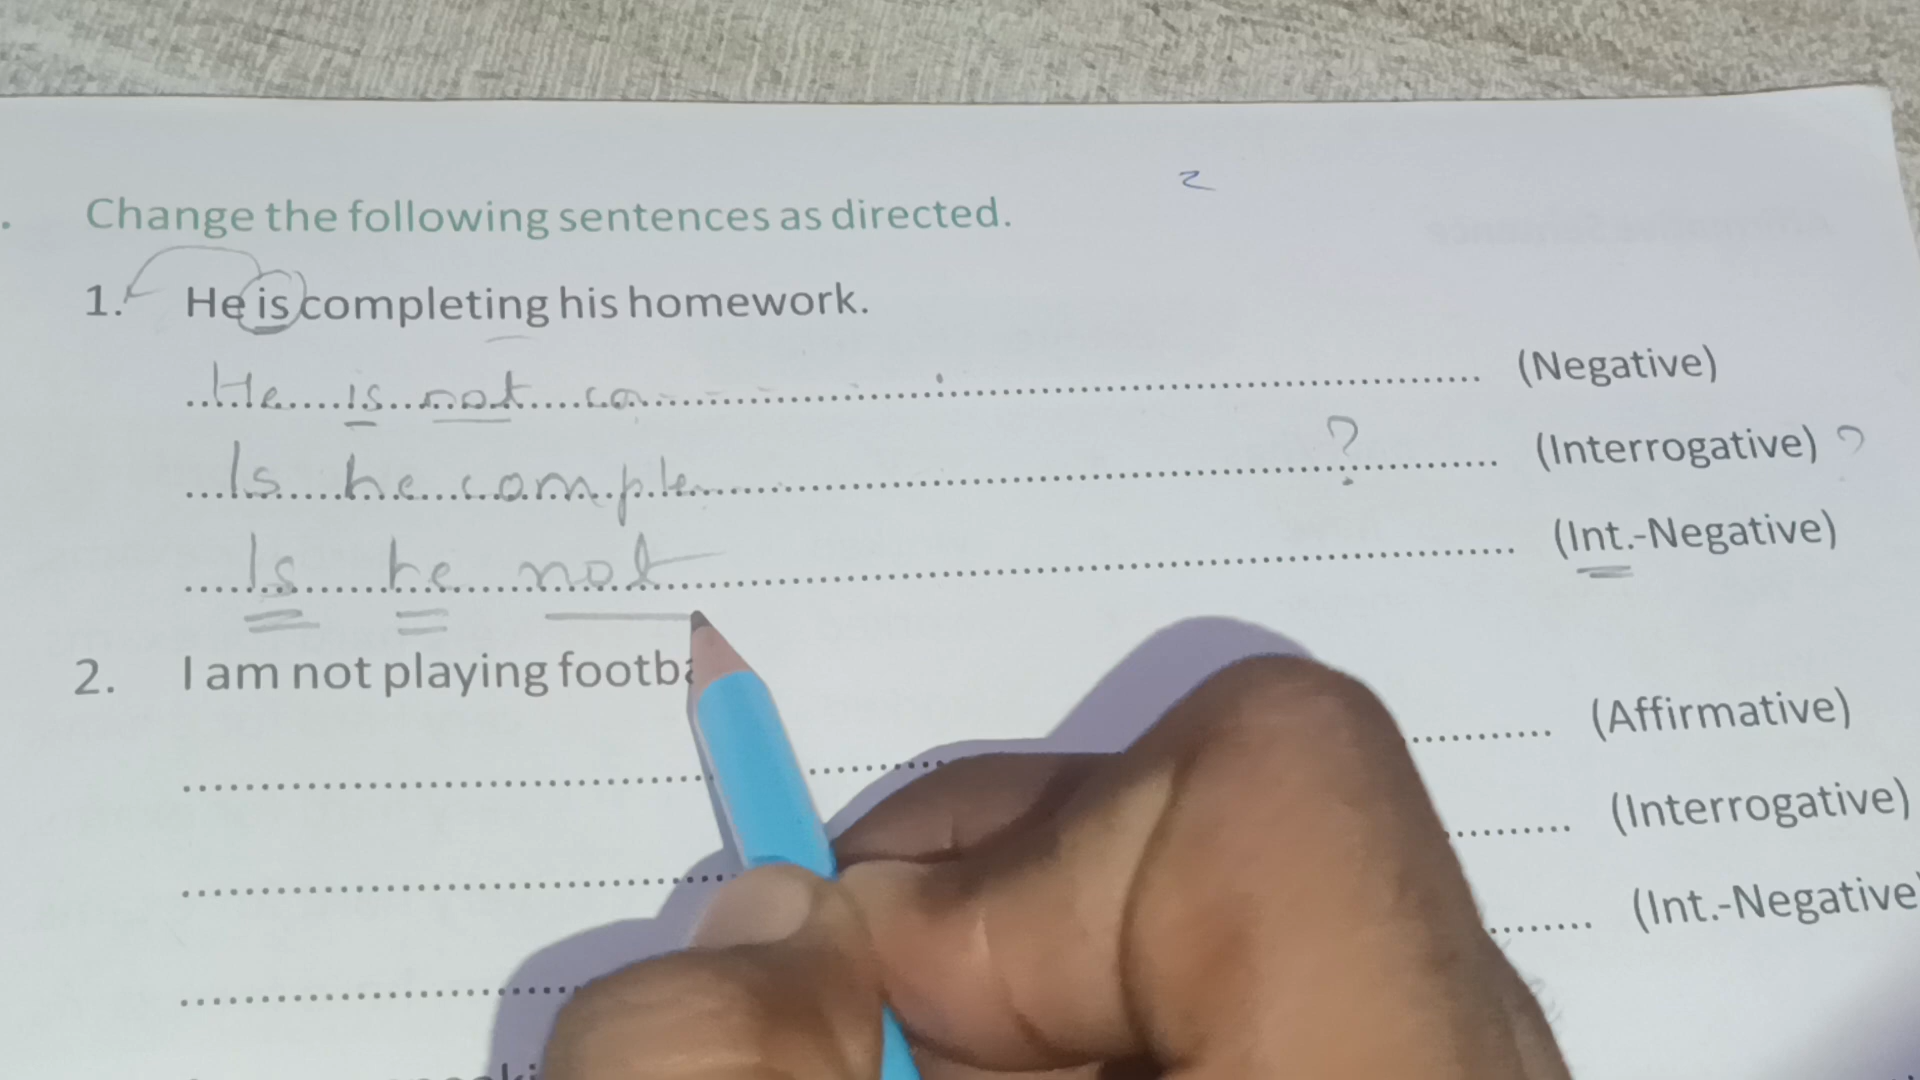 Change the following sentences as directed.
1. He is completing his homework.
He is not co (Negative)
Is he comple ? (Interrogative) ?
Is he not (Int.-Negative)
2. I am not playing footba
(Affirmative)
(Interrogative)
(Int.-Negative